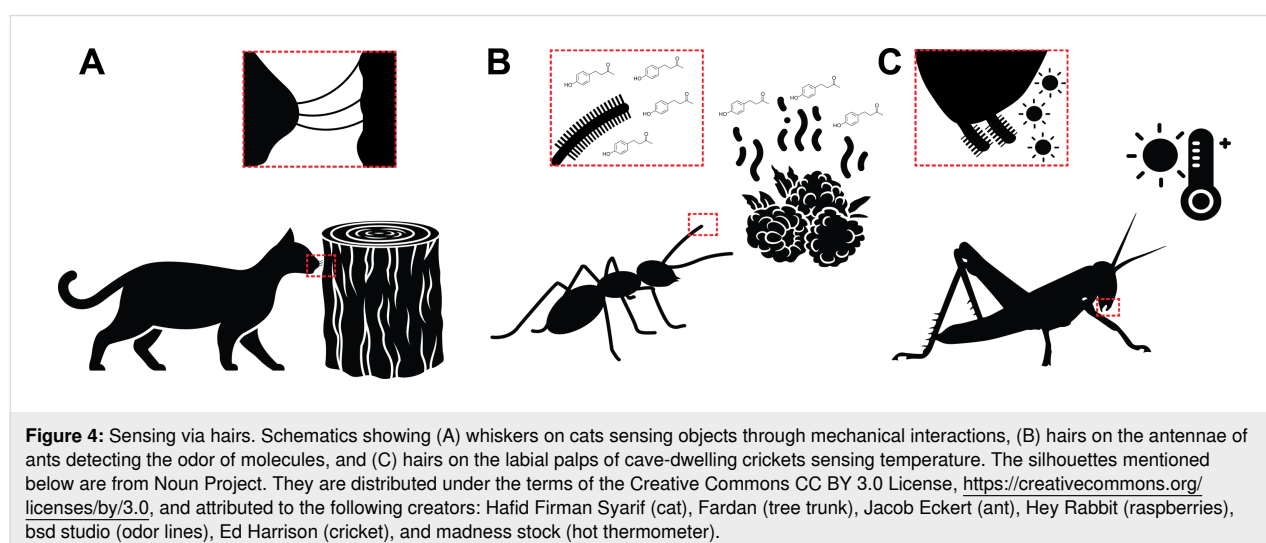 A
B
C
HO
O
HO
O
HO
O
HO
O
HO
O
HO
O
HO
O
+
Figure 4: Sensing via hairs. Schematics showing (A) whiskers on cats sensing objects through mechanical interactions, (B) hairs on the antennae of
ants detecting the odor of molecules, and (C) hairs on the labial palps of cave-dwelling crickets sensing temperature. The silhouettes mentioned
below are from Noun Project. They are distributed under the terms of the Creative Commons CC BY 3.0 License, https://creativecommons.org/
licenses/by/3.0, and attributed to the following creators: Hafid Firman Syarif (cat), Fardan (tree trunk), Jacob Eckert (ant), Hey Rabbit (raspberries),
bsd studio (odor lines), Ed Harrison (cricket), and madness stock (hot thermometer).